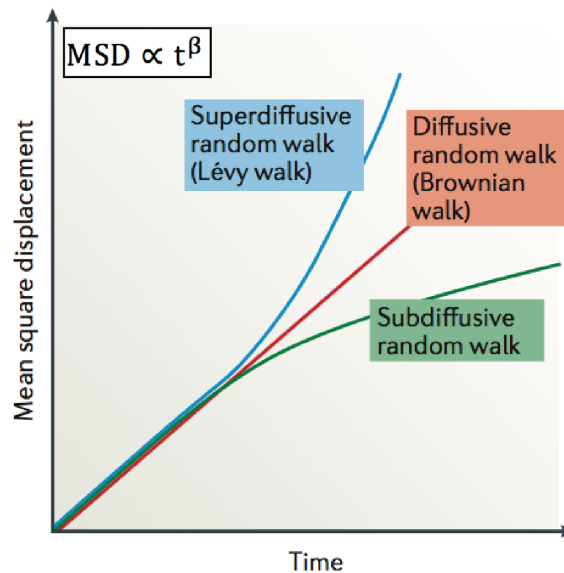 MSD ∝ t^β
Superdiffusive
random walk
(Lévy walk)
Diffusive
random walk
(Brownian
walk)
Subdiffusive
random walk
Mean square displacement
Time